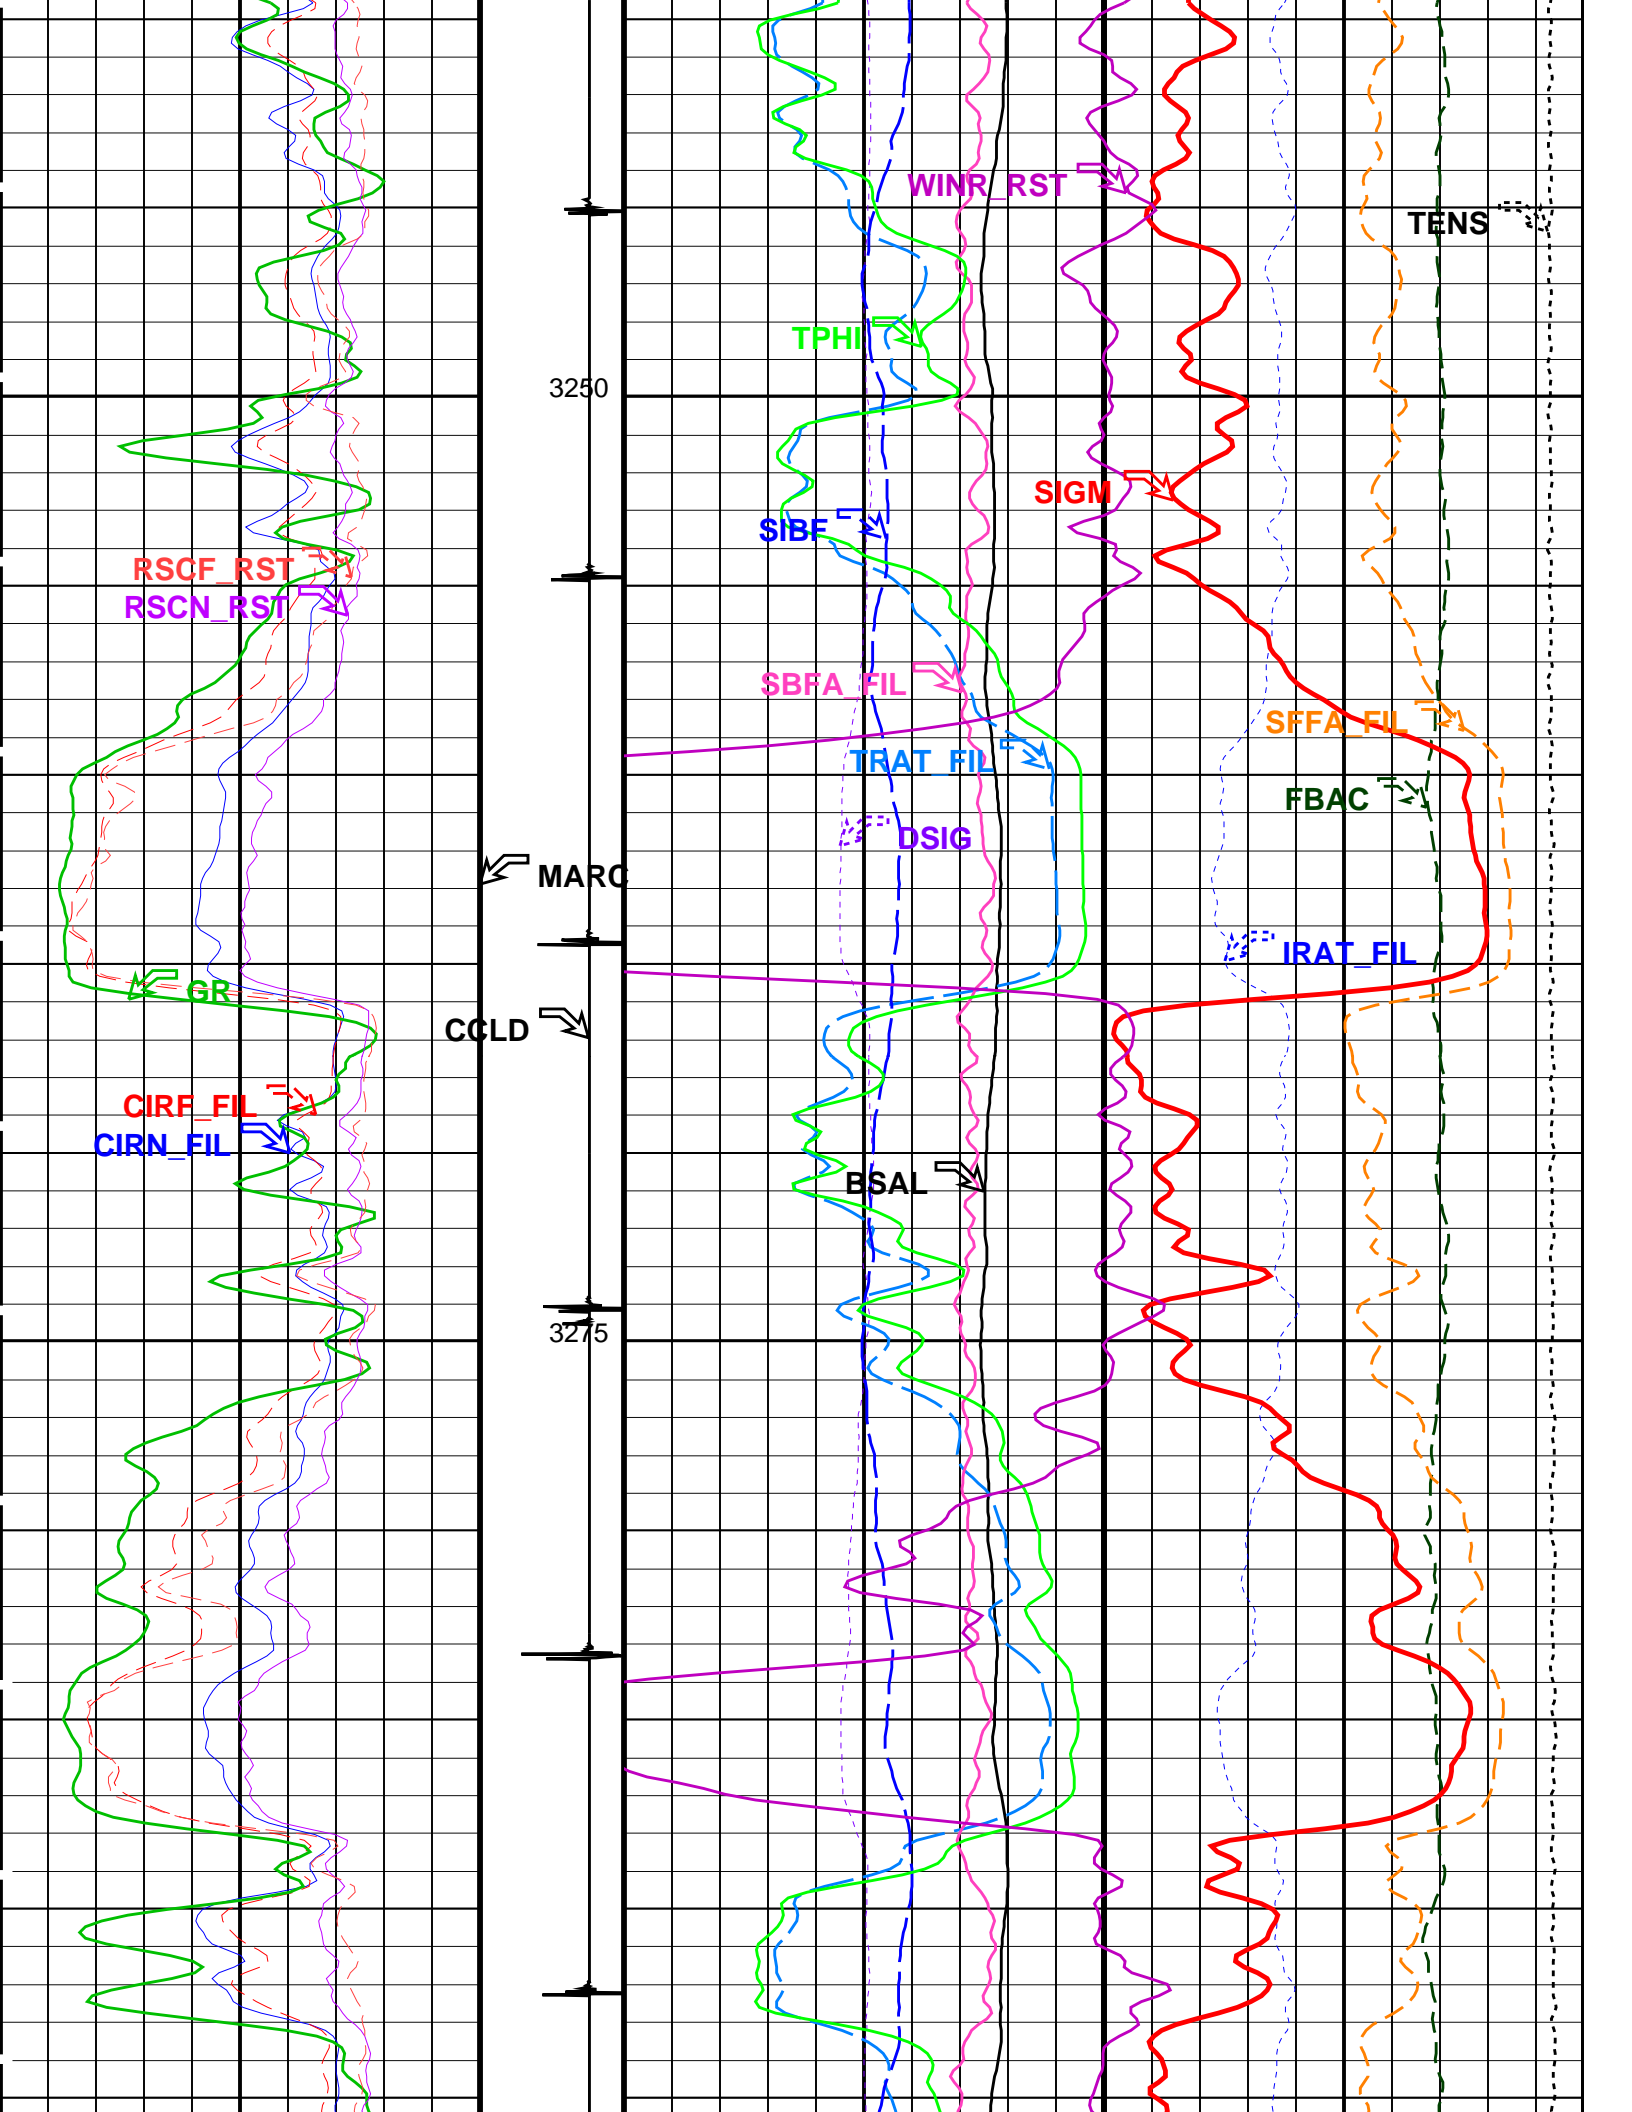 WINR_RST
TENS
TPHI
3250
SIGM
SIBF
RSCF_RST
RSCN_RST
SBFA_FIL
SFFA_FIL
TRAT_FIL
FBAC
DSIG
MARC
IRAT_FIL
GR
CCLD
CIRF_FIL
CIRN_FIL
BSAL
3275